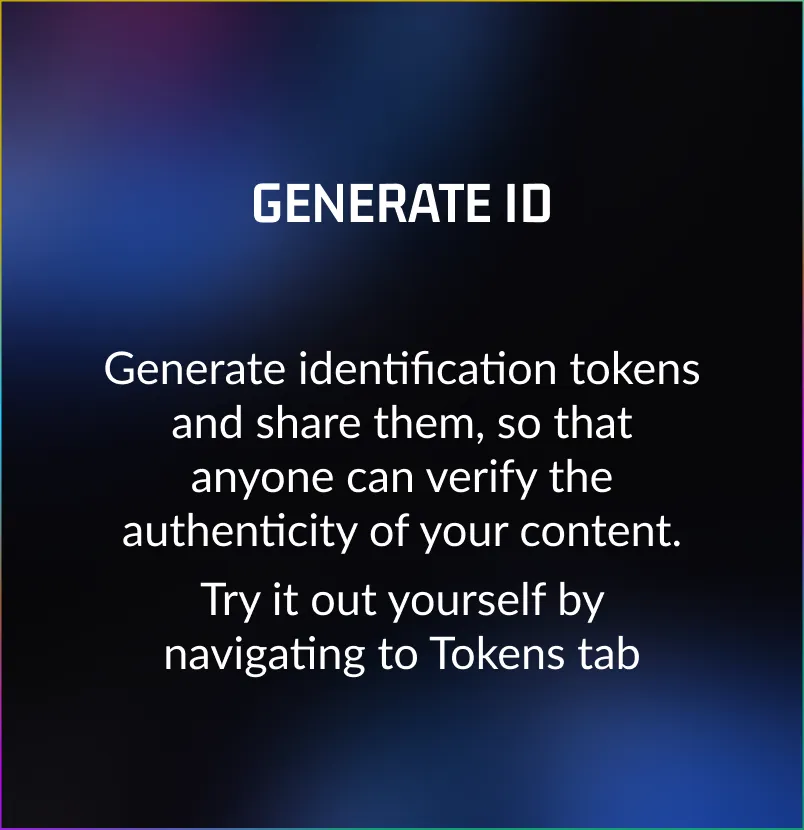 GENERATE ID
Generate identification tokens
and share them, so that
anyone can verify the
authenticity of your content.
Try it out yourself by
navigating to Tokens tab